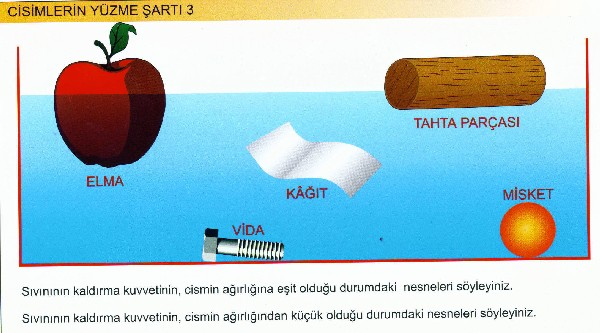 CİSİMLERİN YÜZME ŞARTI 3
ELMA
TAHTA PARÇASI
KÂĞIT
MİSKET
VİDA
Sıvınının kaldırma kuvvetinin, cismin ağırlığına eşit olduğu durumdaki nesneleri söyleyiniz.
Sıvınının kaldırma kuvvetinin, cismin ağırlığından küçük olduğu durumdaki nesneleri söyleyiniz.